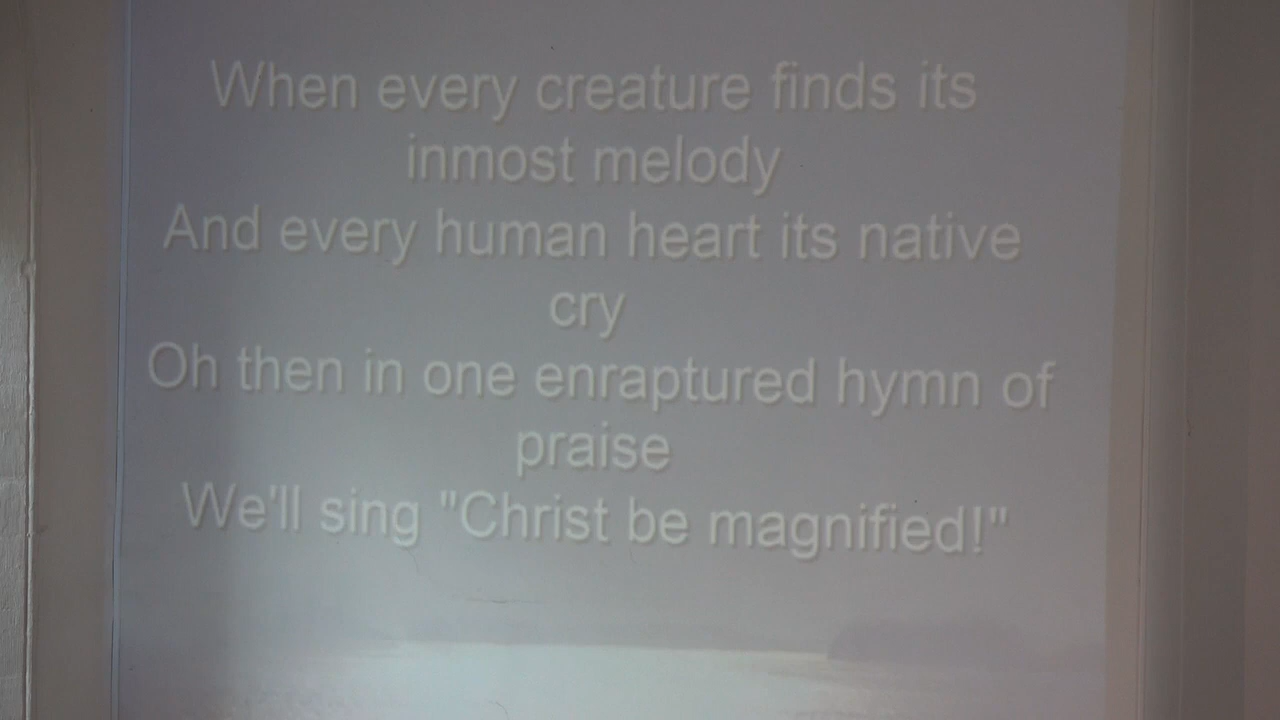 When every creature finds its
inmost melody
And every human heart its native
cry
Oh then in one enraptured hymn of
praise
We'll sing "Christ be magnified!"